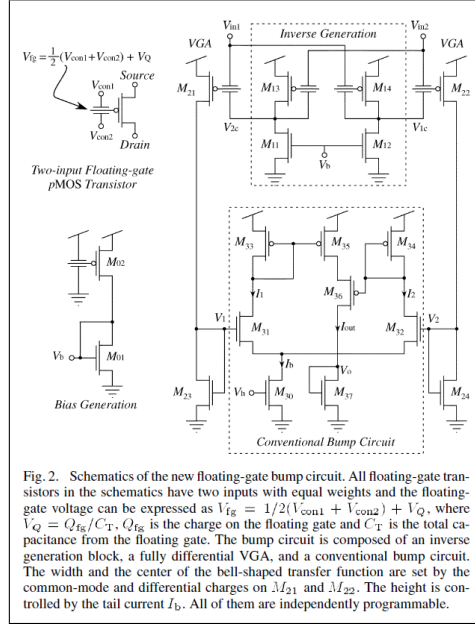 Vin1
Vin2
VGA
Inverse Generation
VGA
Vfg = 1/2(Vcon1+Vcon2) + VQ
Source
Vcon1
M21
M13
M14
M22
Vcon2
Drain
V2c
V1c
M11
M12
Vb
Two-input Floating-gate
pMOS Transistor
M33
M35
M34
M02
M36
I1
I2
V1
V2
M31
Iout
M32
Vb
M01
Ib
Vo
M23
Vb
M30
M37
M24
Bias Generation
Conventional Bump Circuit
Fig. 2. Schematics of the new floating-gate bump circuit. All floating-gate tran-
sistors in the schematics have two inputs with equal weights and the floating-
gate voltage can be expressed as Vfg = 1/2(Vcon1 + Vcon2) + VQ, where
VQ = Qfg/CT, Qfg is the charge on the floating gate and CT is the total ca-
pacitance from the floating gate. The bump circuit is composed of an inverse
generation block, a fully differential VGA, and a conventional bump circuit.
The width and the center of the bell-shaped transfer function are set by the
common-mode and differential charges on M21 and M22. The height is con-
trolled by the tail current Ib. All of them are independently programmable.